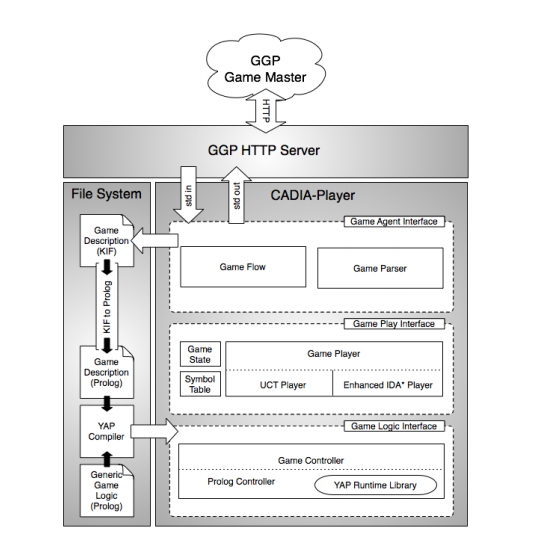 GGP
Game Master
HTTP
GGP HTTP Server
std in
std out
File System
CADIA-Player
Game
Description
(KIF)
KIF to Prolog
Game
Description
(Prolog)
YAP
Compiler
Generic
Game
Logic
(Prolog)
Game Agent Interface
Game Flow
Game Parser
Game Play Interface
Game
State
Symbol
Table
Game Player
UCT Player
Enhanced IDA* Player
Game Logic Interface
Game Controller
Prolog Controller
YAP Runtime Library